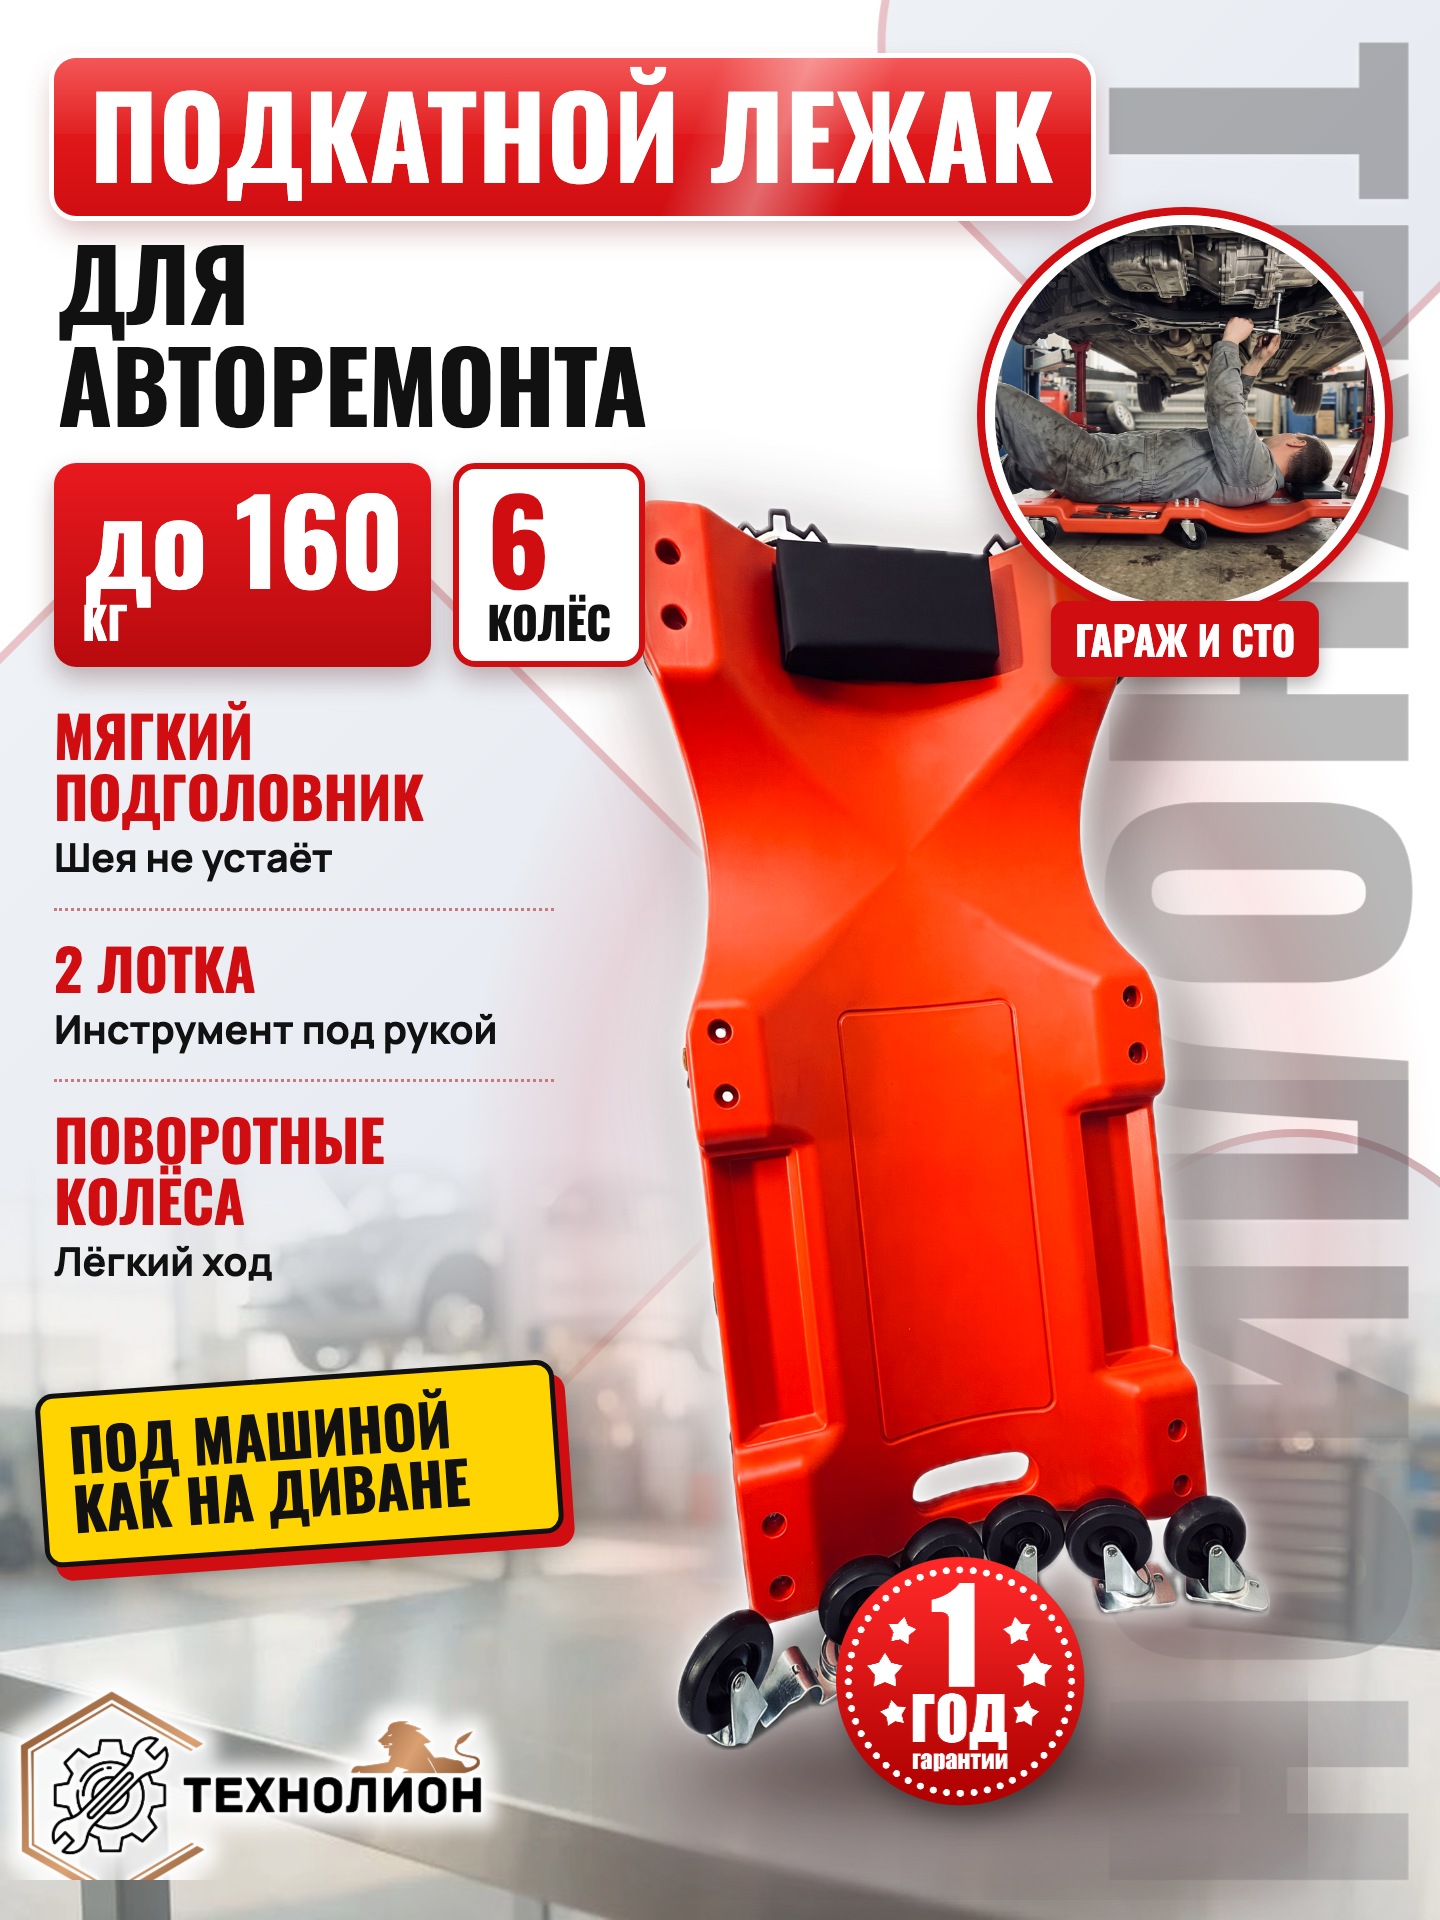 ПОДКАТНОЙ ЛЕЖАК
ДЛЯ
АВТОРЕМОНТА
до 160
кг
6
КОЛЁС
ГАРАЖ И СТО
МЯГКИЙ
ПОДГОЛОВНИК
Шея не устаёт
2 ЛОТКА
Инструмент под рукой
ПОВОРОТНЫЕ
КОЛЁСА
Лёгкий ход
ПОД МАШИНОЙ
КАК НА ДИВАНЕ
1
ГОД
гарантии
ТЕХНОЛИОН